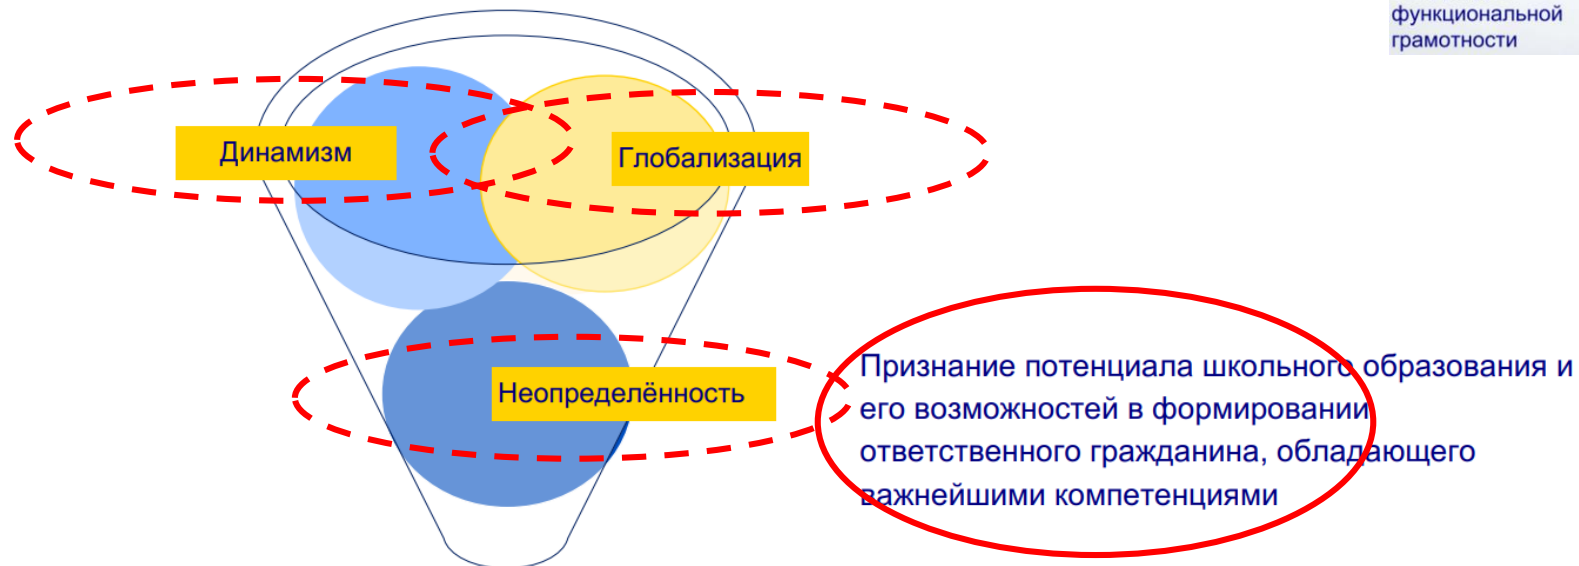 функциональной
грамотности
Динамизм
Глобализация
Неопределённость
Признание потенциала школьного образования и
его возможностей в формировании
ответственного гражданина, обладающего
важнейшими компетенциями